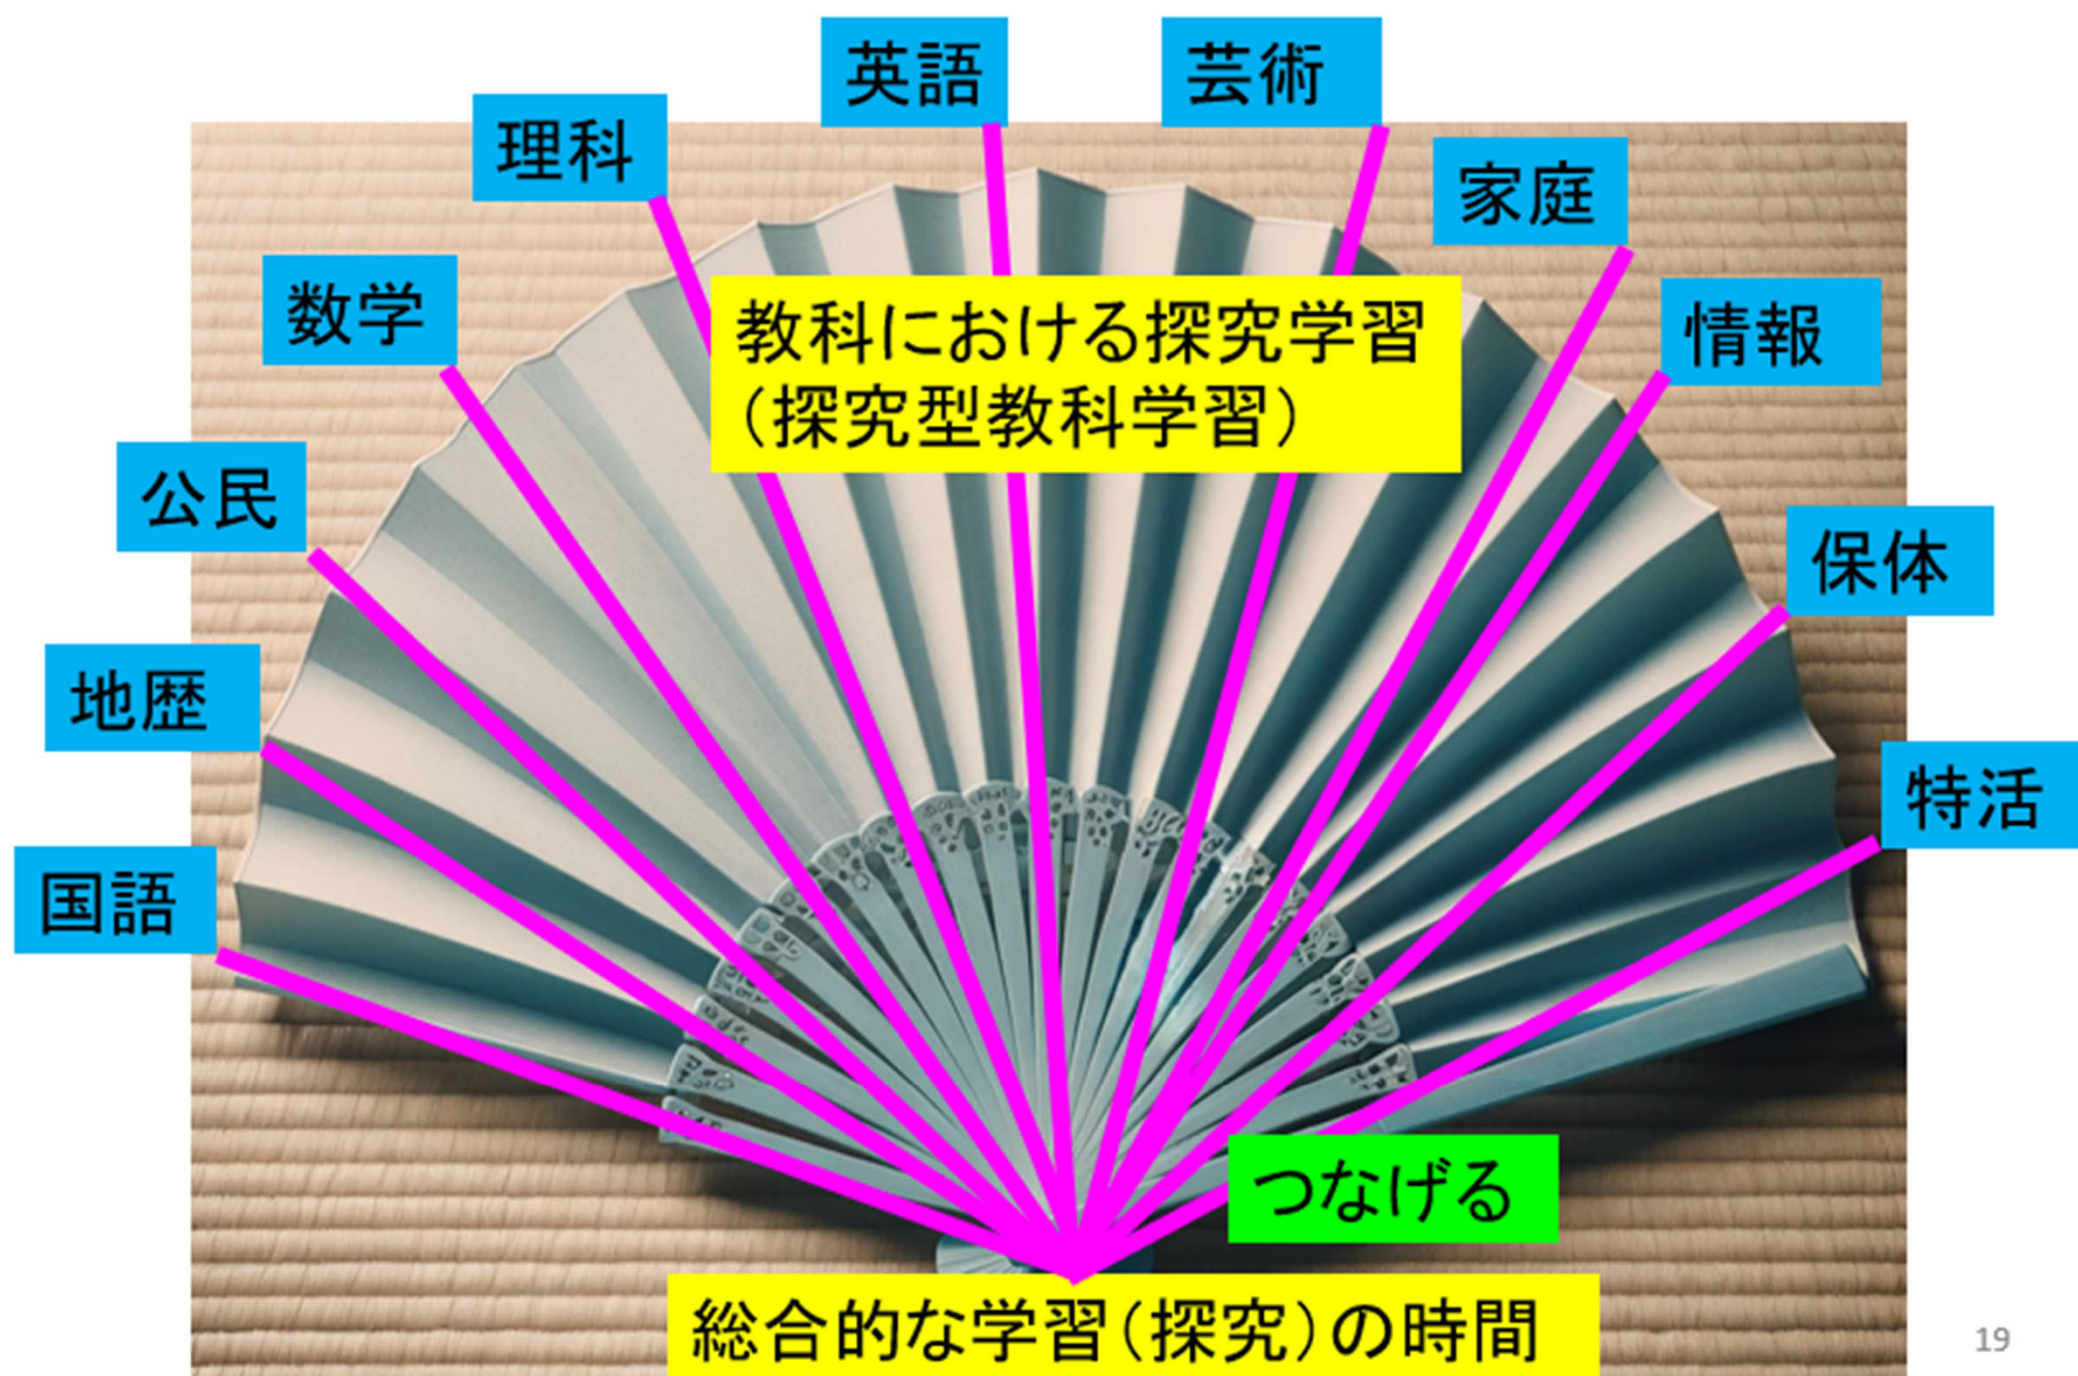 英語
芸術
理科
家庭
数学
情報
教科における探究学習
（探究型教科学習）
公民
保体
地歴
特活
国語
つなげる
総合的な学習（探究）の時間
19